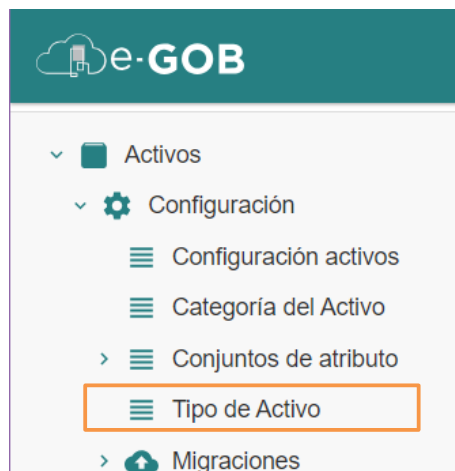 e-GOB
Activos
Configuración
Configuración activos
Categoría del Activo
Conjuntos de atributo
Tipo de Activo
Migraciones